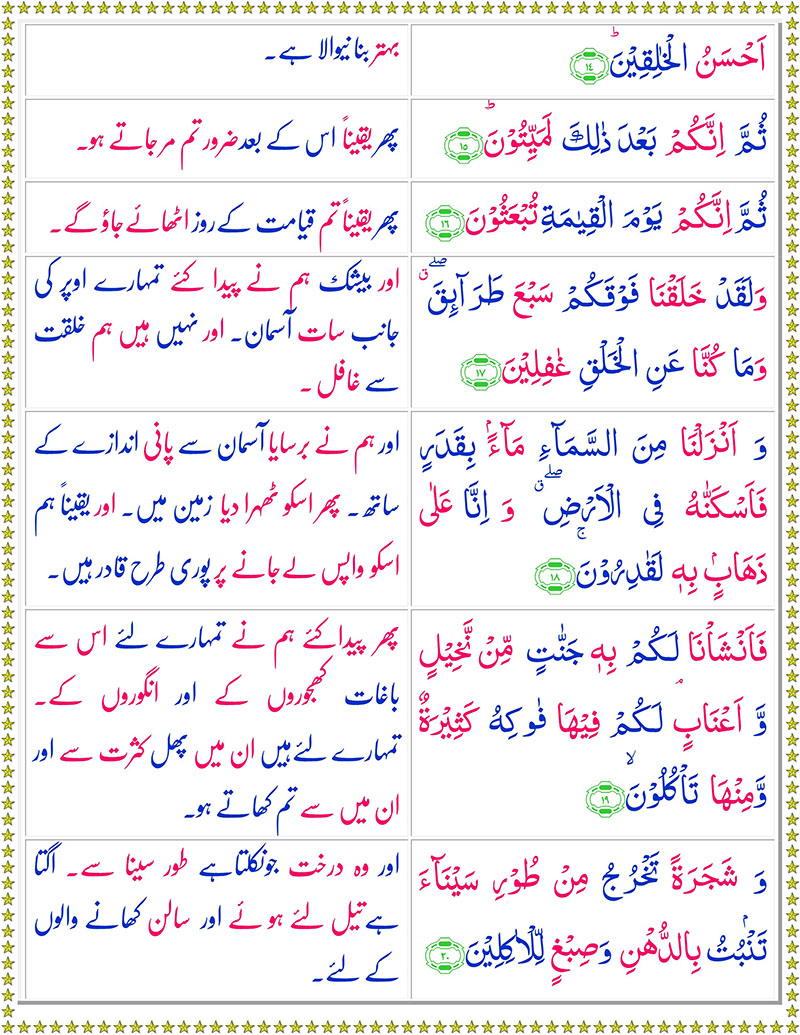 اَحْسَنُ الْخٰلِقِيْنَ ؕ ﴿١٤﴾
بہتر بنانیوالا ہے۔
ثُمَّ اِنَّكُمْ بَعْدَ ذٰلِكَ لَمَيِّتُوْنَ ؕ ﴿١٥﴾
پھر یقیناً اس کے بعد ضرور تم مر جاتے ہو۔
ثُمَّ اِنَّكُمْ يَوْمَ الْقِيٰمَةِ تُبْعَثُوْنَ ﴿١٦﴾
پھر یقیناً تم قیامت کے روز اٹھائے جاؤ گے۔
وَلَقَدْ خَلَقْنَا فَوْقَكُمْ سَبْعَ طَرَآئِقَ ۖ ق
وَمَا كُنَّا عَنِ الْخَلْقِ غٰفِلِيْنَ ﴿١٧﴾
اور بیشک ہم نے پیدا کئے تمہارے اوپر کی
جانب سات آسمان۔ اور نہیں ہیں ہم خلقت
سے غافل۔
وَ اَنْزَلْنَا مِنَ السَّمَآءِ مَآءًۢ بِقَدَرٍ
فَاَسْكَنّٰهُ فِى الْاَرْضِ ۖ ق وَ اِنَّا عَلٰى
ذَهَابٍۢ بِهٖ لَقٰدِرُوْنَ ۚ ﴿١٨﴾
اور ہم نے برسایا آسمان سے پانی اندازے کے
ساتھ۔ پھر اسکو ٹھہرا دیا زمین میں۔ اور یقیناً ہم
اسکو واپس لے جانے پر پوری طرح قادر ہیں۔
فَاَنْشَاْنَا لَكُمْ بِهٖ جَنّٰتٍ مِّنْ نَّخِيْلٍ
وَّ اَعْنَابٍ ۘ لَكُمْ فِيْهَا فَوٰكِهُ كَثِيْرَةٌ
وَّمِنْهَا تَاْكُلُوْنَ ۙ ﴿١٩﴾
پھر پیدا کئے ہم نے تمہارے لئے اس سے
باغات کھجوروں کے اور انگوروں کے۔
تمہارے لئے ہیں ان میں پھل کثرت سے اور
ان میں سے تم کھاتے ہو۔
وَ شَجَرَةً تَخْرُجُ مِنْ طُوْرِ سَيْنَآءَ
تَنْۢبُتُ بِالدُّهْنِ وَصِبْغٍ لِّلْاٰكِلِيْنَ ﴿٢٠﴾
اور وہ درخت جو نکلتا ہے طور سینا سے۔ اگتا
ہے تیل لئے ہوئے اور سالن کھانے والوں
کے لئے۔